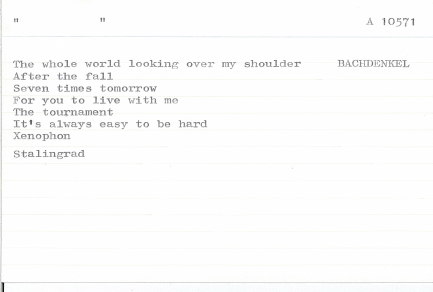 " " A 10571
The whole world looking over my shoulder BACHDENKEL
After the fall
Seven times tomorrow
For you to live with me
The tournament
It's always easy to be hard
Xenophon
Stalingrad